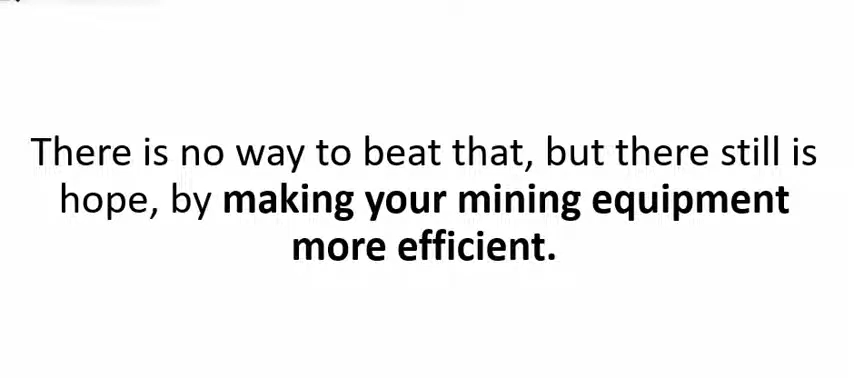 There is no way to beat that, but there still is
hope, by making your mining equipment
more efficient.